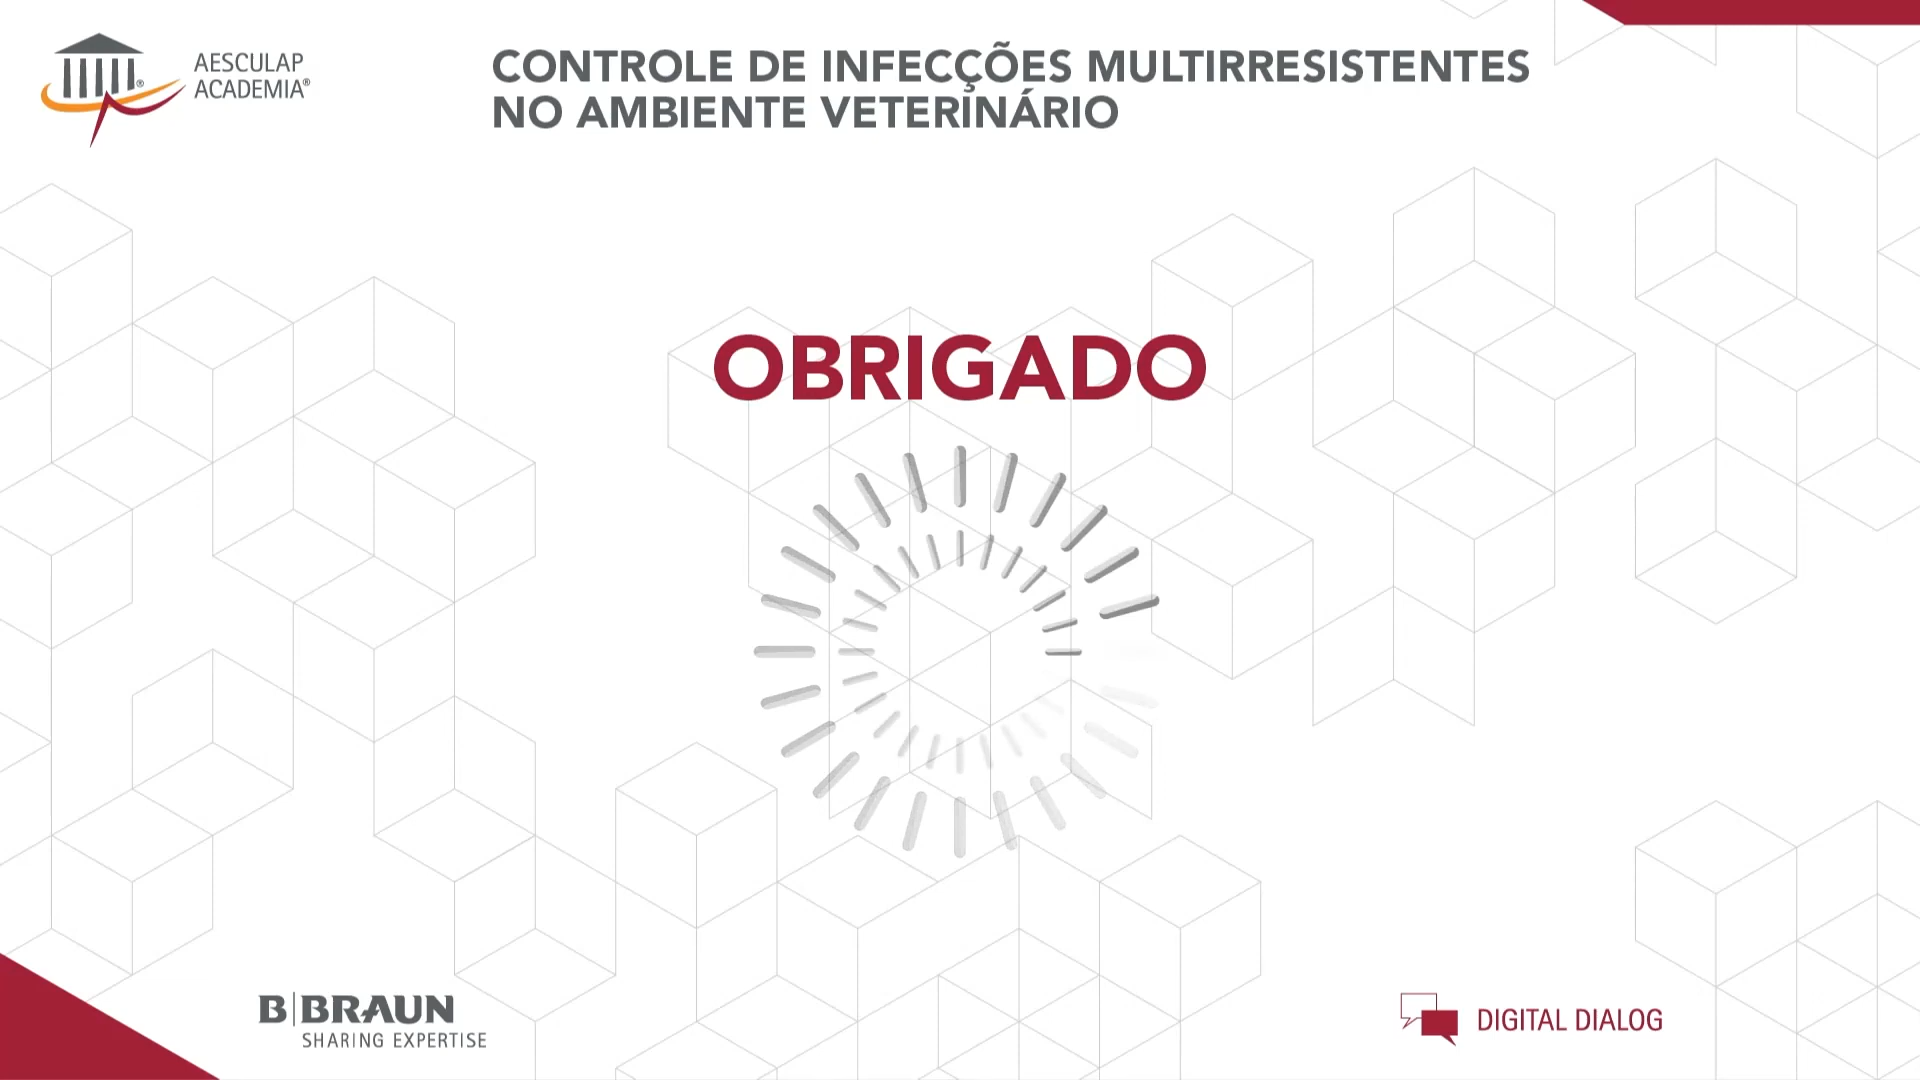 AESCULAP
ACADEMIA®
CONTROLE DE INFECÇÕES MULTIRRESISTENTES
NO AMBIENTE VETERINÁRIO
OBRIGADO
B|BRAUN
SHARING EXPERTISE
DIGITAL DIALOG